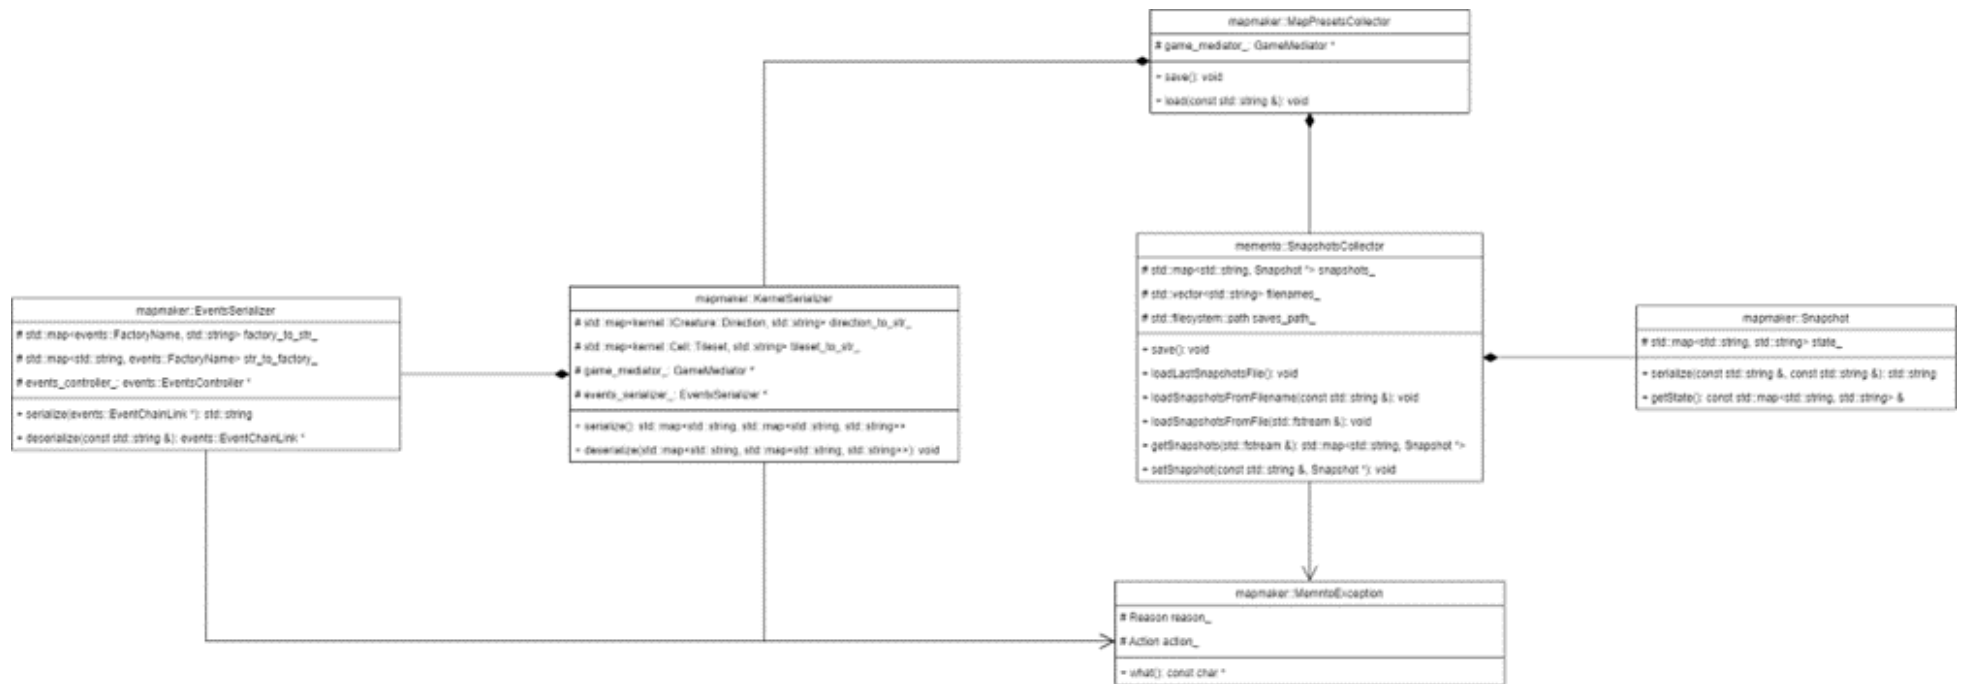 mapmaker::MapPresetsCollector
# game_mediator_: GameMediator *
+ save(): void
+ load(const std::string &): void
mapmaker::EventsSerializer
# std::map<events::FactoryName, std::string> factory_to_str_
# std::map<std::string, events::FactoryName> str_to_factory_
# events_controller_: events::EventsController *
+ serialize(events::EventChainLink *): std::string
+ deserialize(const std::string &): events::EventChainLink *
mapmaker::KernelSerializer
# std::map<kernel::ICreature::Direction, std::string> direction_to_str_
# std::map<kernel::Cell::Tileset, std::string> tileset_to_str_
# game_mediator_: GameMediator *
# events_serializer_: EventsSerializer *
+ serialize(): std::map<std::string, std::map<std::string, std::string>>
+ deserialize(std::map<std::string, std::map<std::string, std::string>>): void
memento::SnapshotsCollector
# std::map<std::string, Snapshot *> snapshots_
# std::vector<std::string> filenames_
# std::filesystem::path saves_path_
+ save(): void
+ loadLastSnapshotsFile(): void
+ loadSnapshotsFromFilename(const std::string &): void
+ loadSnapshotsFromFile(std::fstream &): void
+ getSnapshots(std::fstream &): std::map<std::string, Snapshot *>
+ setSnapshot(const std::string &, Snapshot *): void
mapmaker::Snapshot
# std::map<std::string, std::string> state_
+ serialize(const std::string &, const std::string &): std::string
+ getState(): const std::map<std::string, std::string> &
mapmaker::MemntoException
# Reason reason_
# Action action_
+ what(): const char *